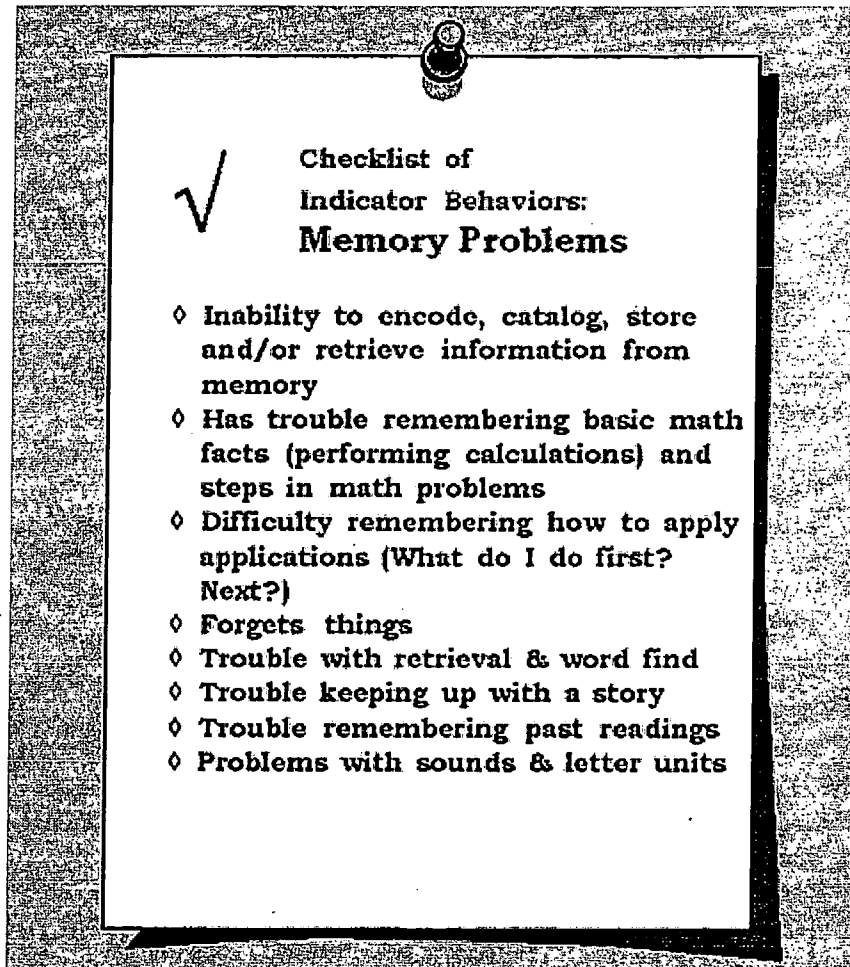 √
Checklist of
Indicator Behaviors:
Memory Problems
◊ Inability to encode, catalog, store
and/or retrieve information from
memory
◊ Has trouble remembering basic math
facts (performing calculations) and
steps in math problems
◊ Difficulty remembering how to apply
applications (What do I do first?
Next?)
◊ Forgets things
◊ Trouble with retrieval & word find
◊ Trouble keeping up with a story
◊ Trouble remembering past readings
◊ Problems with sounds & letter units